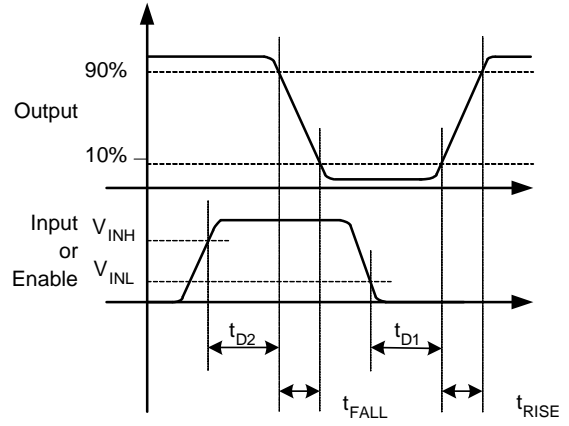 90%
Output
10%
Input
or
Enable
V_INH
V_INL
t_D2
t_D1
t_FALL
t_RISE